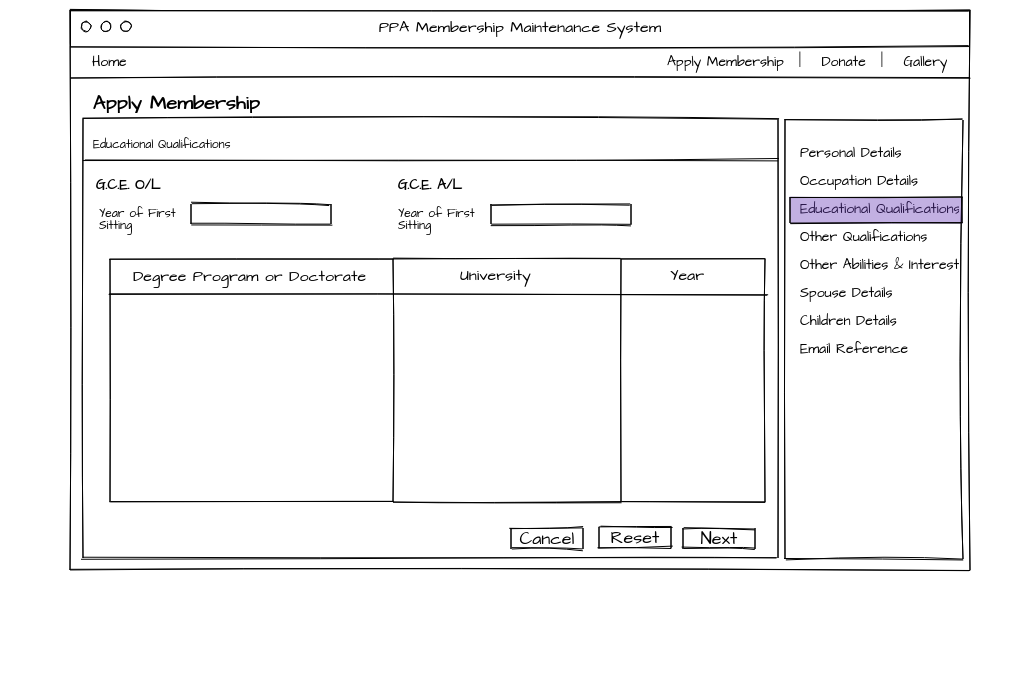 PPA Membership Maintenance System
Home
Apply Membership | Donate | Gallery
Apply Membership
Educational Qualifications
G.C.E. O/L
G.C.E. A/L
Year of First
Sitting
Year of First
Sitting
Degree Program or Doctorate
University
Year
Cancel
Reset
Next
Personal Details
Occupation Details
Educational Qualifications
Other Qualifications
Other Abilities & Interest
Spouse Details
Children Details
Email Reference